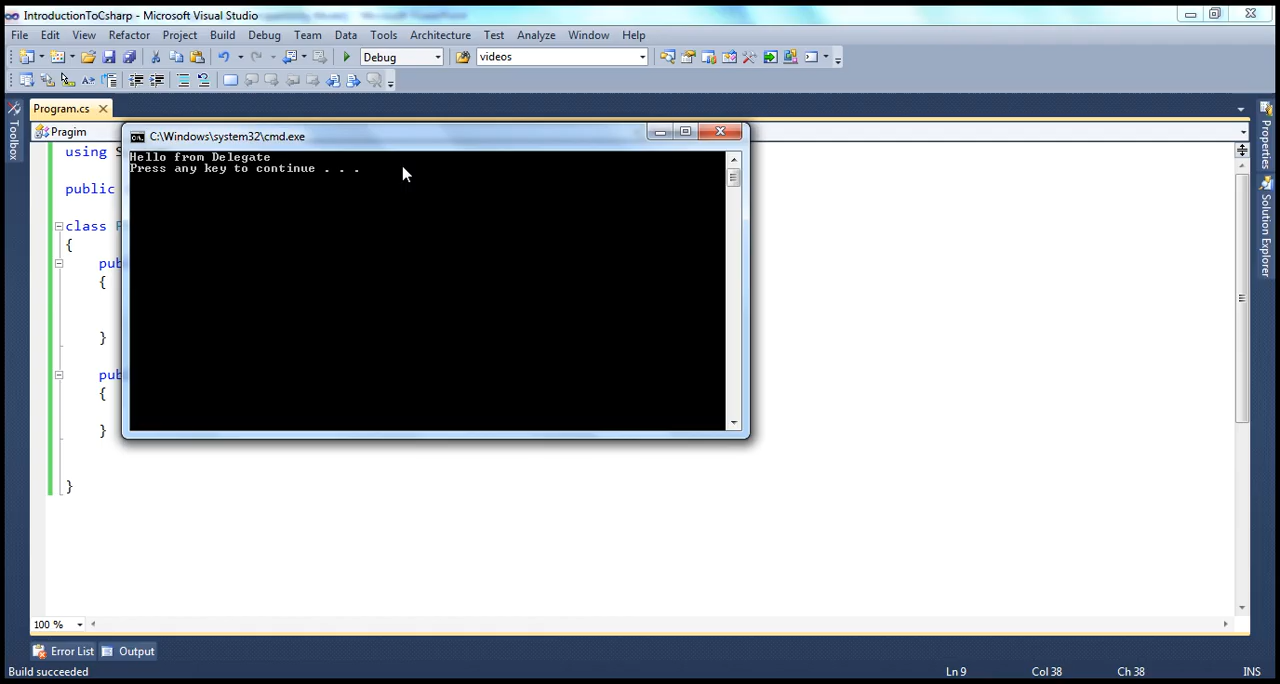 IntroductionToCsharp - Microsoft Visual Studio
File Edit View Refactor Project Build Debug Team Data Tools Architecture Test Analyze Window Help
Debug videos
Program.cs
Toolbox
Pragim
C:\Windows\system32\cmd.exe
Hello from Delegate
Press any key to continue . . .
using
public
class
{
{
}
{
}
}
Properties
Solution Explorer
100 %
Error List Output
Build succeeded Ln 9 Col 38 Ch 38 INS